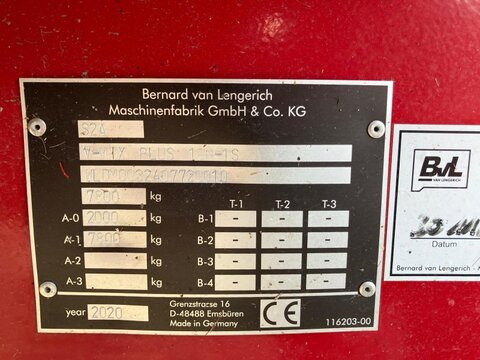 Bernard van Lengerich
Maschinenfabrik GmbH & Co. KG
32A
PLUS
7800 kg
T-1 T-2 T-3
A-0 2000 kg B-1 - - -
A-1 7800 kg B-2 - - -
A-2 kg B-3 - - -
A-3 kg B-4 - - -
year 2020
Grenzstrasse 16
D-48488 Emsbüren
Made in Germany
CE
116203-00
BvL
VAN LENGERICH
Datum
Bernard van Lengerich -